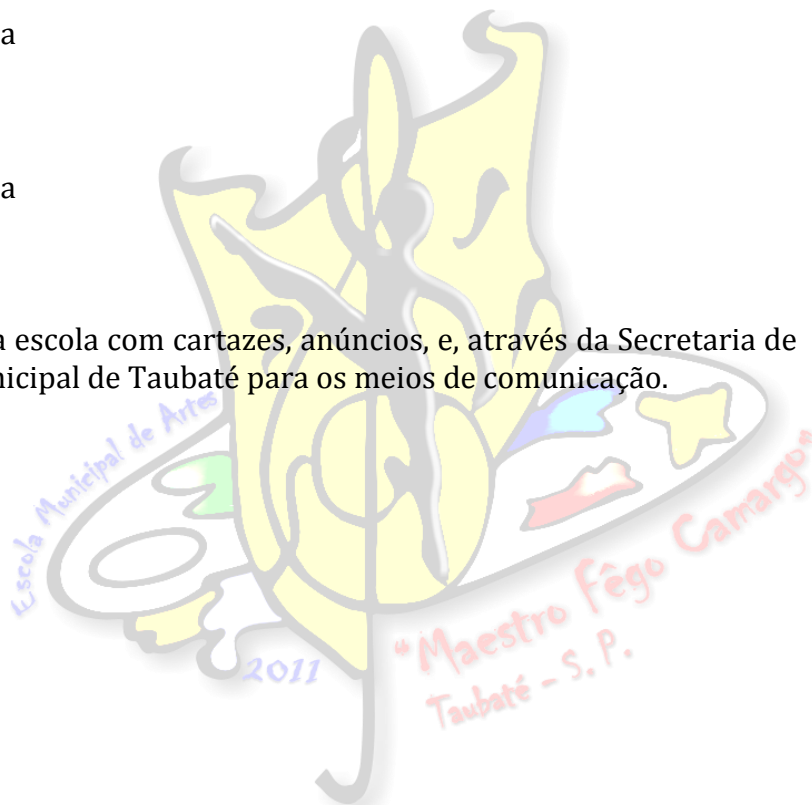 a
a
a escola com cartazes, anúncios, e, através da Secretaria de
nicipal de Taubaté para os meios de comunicação.
Escola Municipal de Artes
"Maestro Fêgo Camargo"
2011
Taubaté - S. P.